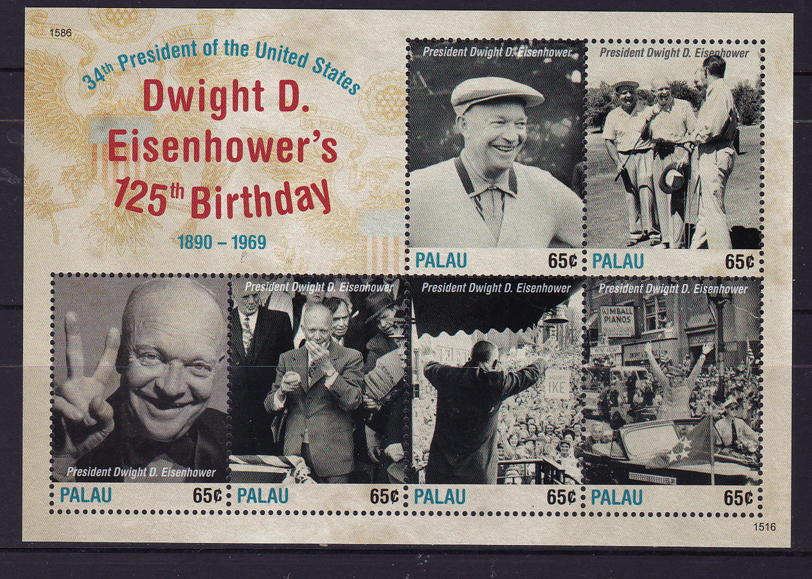 1586
34th President of the United States
Dwight D.
Eisenhower's
125th Birthday
1890 – 1969
President Dwight D. Eisenhower
PALAU 65¢
President Dwight D. Eisenhower
PALAU 65¢
President Dwight D. Eisenhower
PALAU 65¢
President Dwight D. Eisenhower
PALAU 65¢
President Dwight D. Eisenhower
IKE
PALAU 65¢
President Dwight D. Eisenhower
KIMBALL
PIANOS
PALAU 65¢
1516